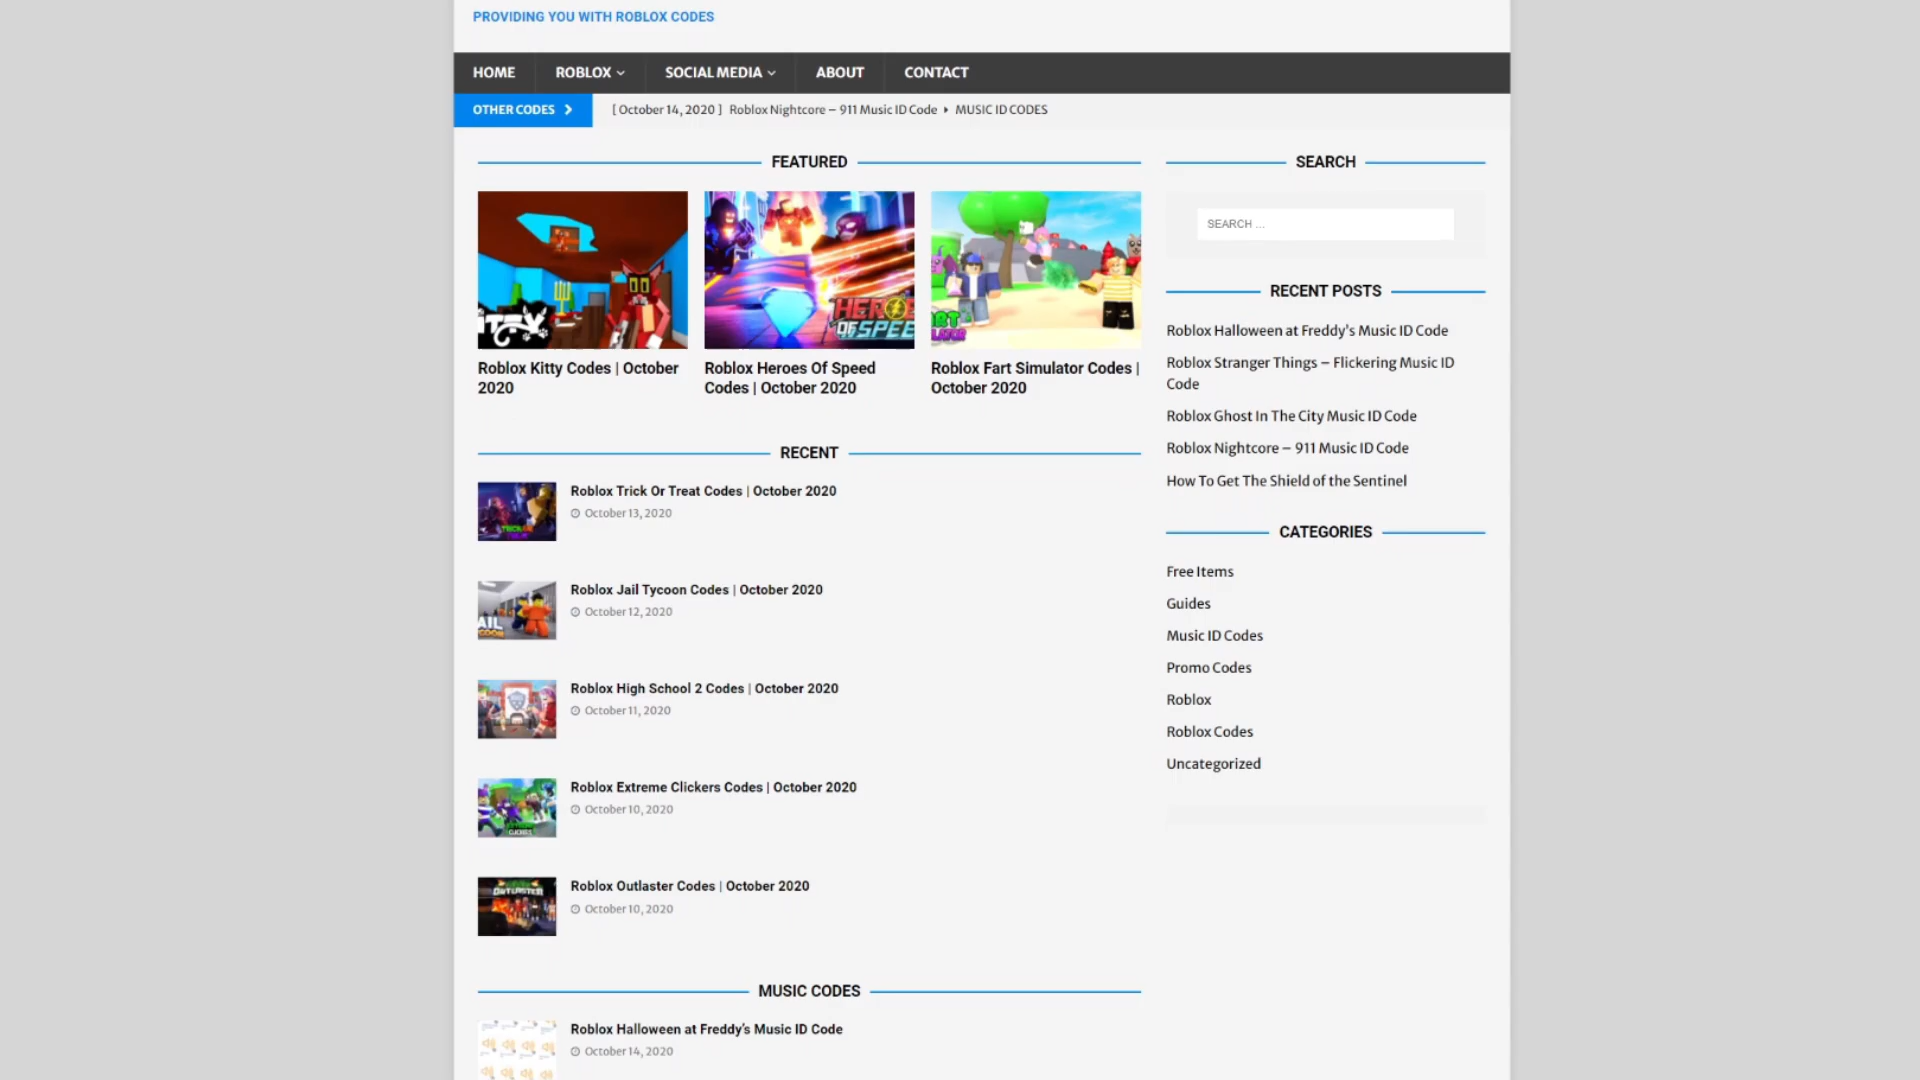 PROVIDING YOU WITH ROBLOX CODES
HOME
ROBLOX
SOCIAL MEDIA
ABOUT
CONTACT
OTHER CODES
[ October 14, 2020 ] Roblox Nightcore – 911 Music ID Code
MUSIC ID CODES
FEATURED
HEROES
OF SPEE
Roblox Kitty Codes | October
2020
Roblox Heroes Of Speed
Codes | October 2020
Roblox Fart Simulator Codes |
October 2020
RECENT
Roblox Trick Or Treat Codes | October 2020
October 13, 2020
AIL
Roblox Jail Tycoon Codes | October 2020
October 12, 2020
Roblox High School 2 Codes | October 2020
October 11, 2020
Roblox Extreme Clickers Codes | October 2020
October 10, 2020
OUTLASTER
Roblox Outlaster Codes | October 2020
October 10, 2020
MUSIC CODES
Roblox Halloween at Freddy’s Music ID Code
October 14, 2020
SEARCH
SEARCH …
RECENT POSTS
Roblox Halloween at Freddy’s Music ID Code
Roblox Stranger Things – Flickering Music ID
Code
Roblox Ghost In The City Music ID Code
Roblox Nightcore – 911 Music ID Code
How To Get The Shield of the Sentinel
CATEGORIES
Free Items
Guides
Music ID Codes
Promo Codes
Roblox
Roblox Codes
Uncategorized